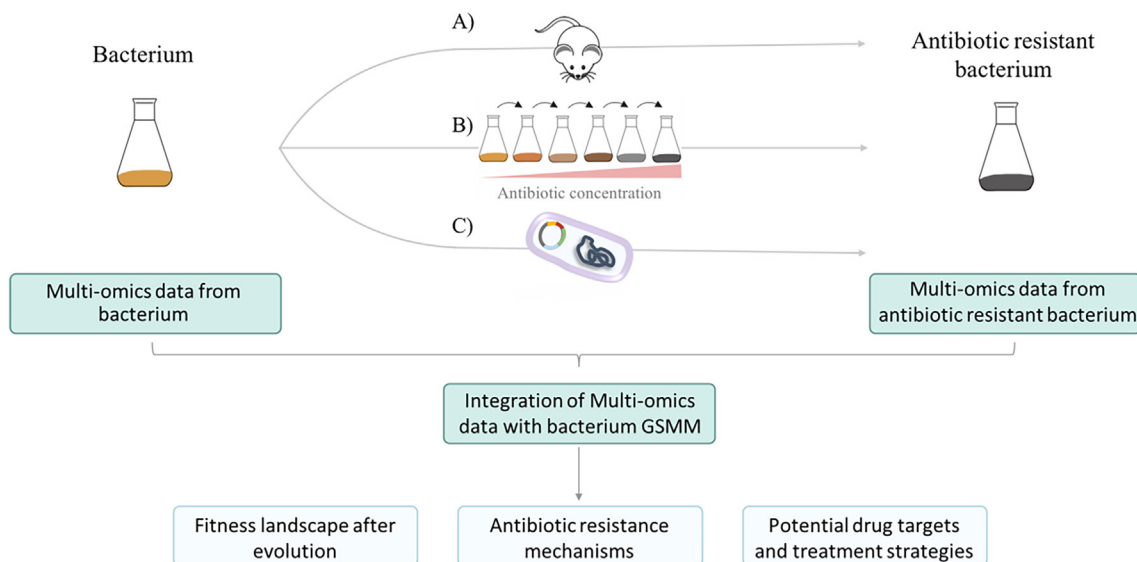 A)
Bacterium
Antibiotic resistant
bacterium
B)
Antibiotic concentration
C)
Multi-omics data from
bacterium
Multi-omics data from
antibiotic resistant bacterium
Integration of Multi-omics
data with bacterium GSMM
Fitness landscape after
evolution
Antibiotic resistance
mechanisms
Potential drug targets
and treatment strategies